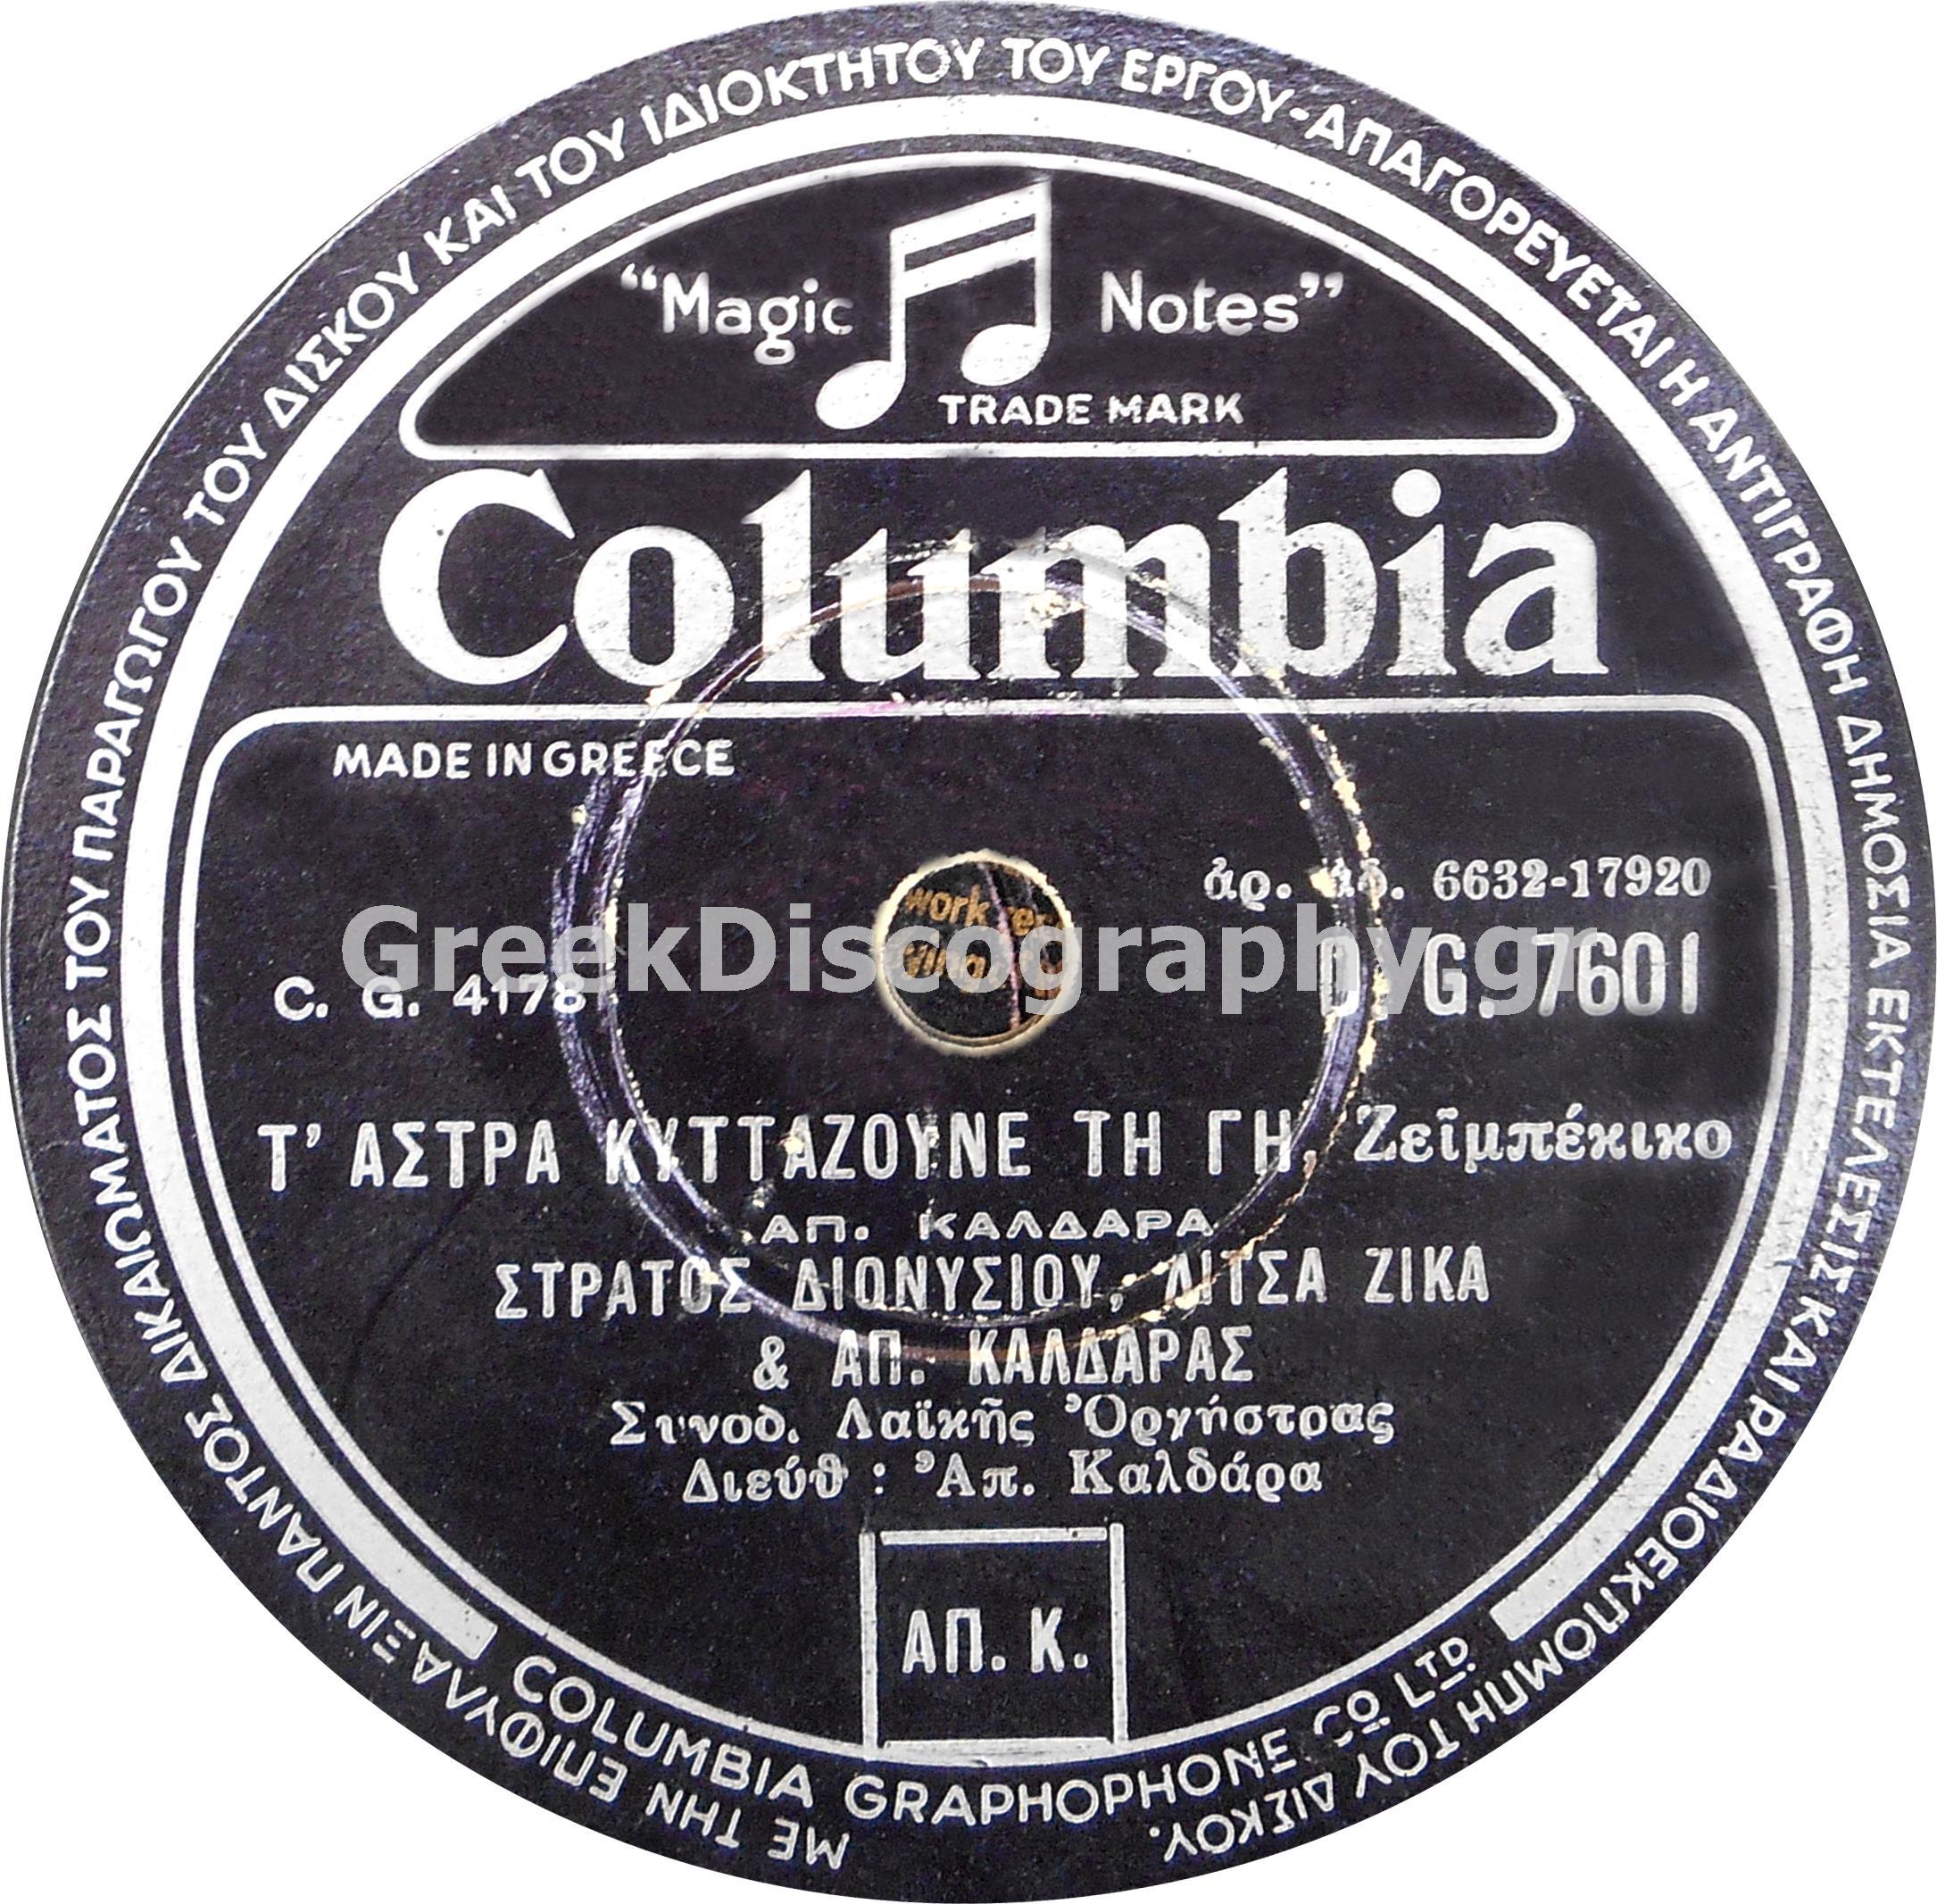 ΜΕ ΤΗΝ ΕΠΙΦΥΛΑΞΙΝ ΠΑΝΤΟΣ ΔΙΚΑΙΩΜΑΤΟΣ ΤΟΥ ΠΑΡΑΓΩΓΟΥ ΤΟΥ ΔΙΣΚΟΥ ΚΑΙ ΤΟΥ ΙΔΙΟΚΤΗΤΟΥ ΤΟΥ ΕΡΓΟΥ-ΑΠΑΓΟΡΕΥΕΤΑΙ Η ΑΝΤΙΓΡΑΦΗ ΔΗΜΟΣΙΑ ΕΚΤΕΛΕΣΙΣ ΚΑΙ ΡΑΔΙΟΕΚΠΟΜΠΗ ΤΟΥ ΔΙΣΚΟΥ.
“Magic Notes”
TRADE MARK
Columbia
MADE IN GREECE
ἀρ. ἀδ. 6632-17920
GreekDiscography.gr
C. G. 4178 D. G. 7601
Τ' ΑΣΤΡΑ ΚΥΤΤΑΖΟΥΝΕ ΤΗ ΓΗ, Ζεϊμπέκικο
ΑΠ. ΚΑΛΔΑΡΑ
ΣΤΡΑΤΟΣ ΔΙΟΝΥΣΙΟΥ, ΛΙΤΣΑ ΖΙΚΑ
& ΑΠ. ΚΑΛΔΑΡΑΣ
Συνοδ. Λαϊκῆς Ὀρχήστρας
Διεύθ : Ἀπ. Καλδάρα
ΑΠ. Κ.
COLUMBIA GRAPHOPHONE CO LTD.